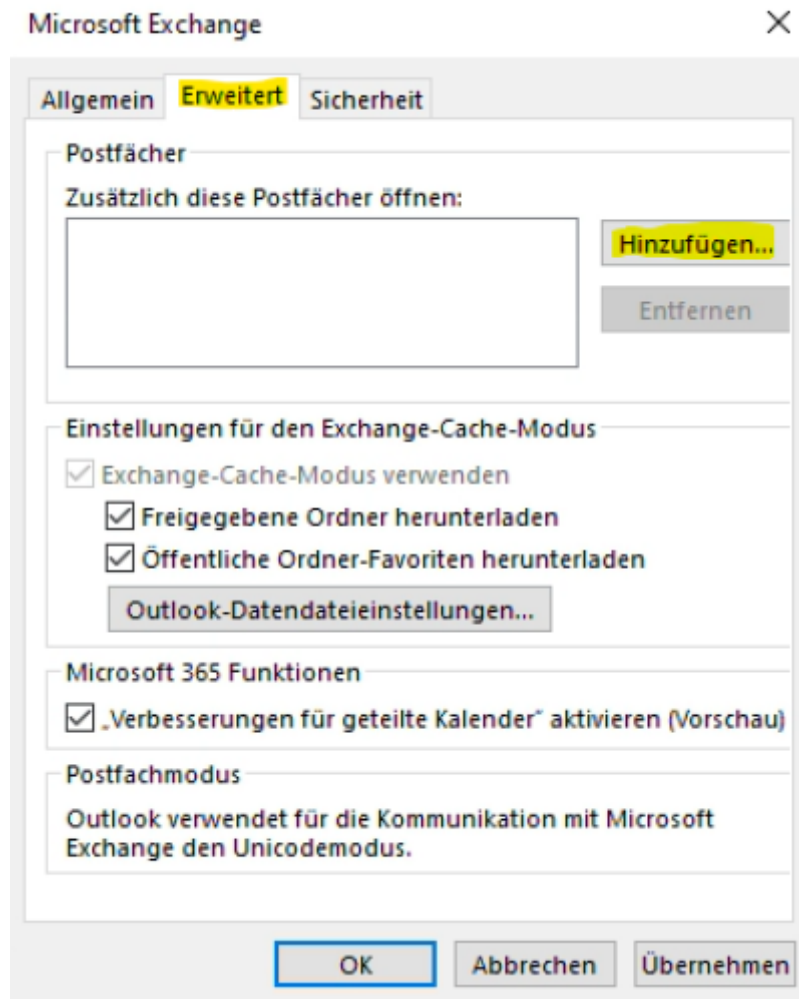 Microsoft Exchange
Allgemein Erweitert Sicherheit
Postfächer
Zusätzlich diese Postfächer öffnen:
Hinzufügen...
Entfernen
Einstellungen für den Exchange-Cache-Modus
Exchange-Cache-Modus verwenden
Freigegebene Ordner herunterladen
Öffentliche Ordner-Favoriten herunterladen
Outlook-Datendateieinstellungen...
Microsoft 365 Funktionen
„Verbesserungen für geteilte Kalender" aktivieren (Vorschau)
Postfachmodus
Outlook verwendet für die Kommunikation mit Microsoft
Exchange den Unicodemodus.
OK Abbrechen Übernehmen